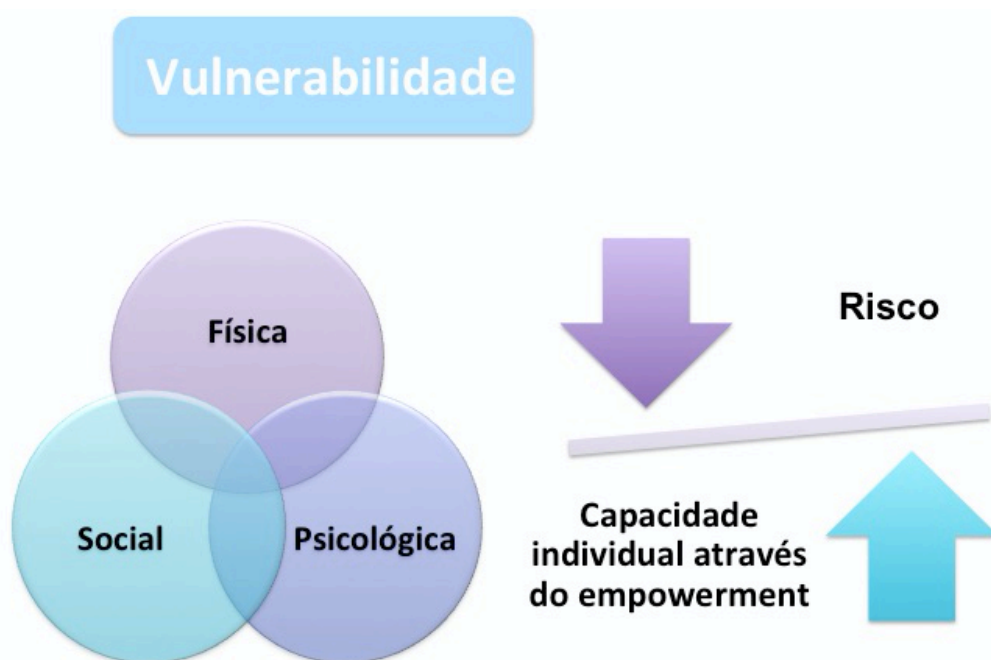 Vulnerabilidade
Física
Social
Psicológica
Risco
Capacidade
individual através
do empowerment